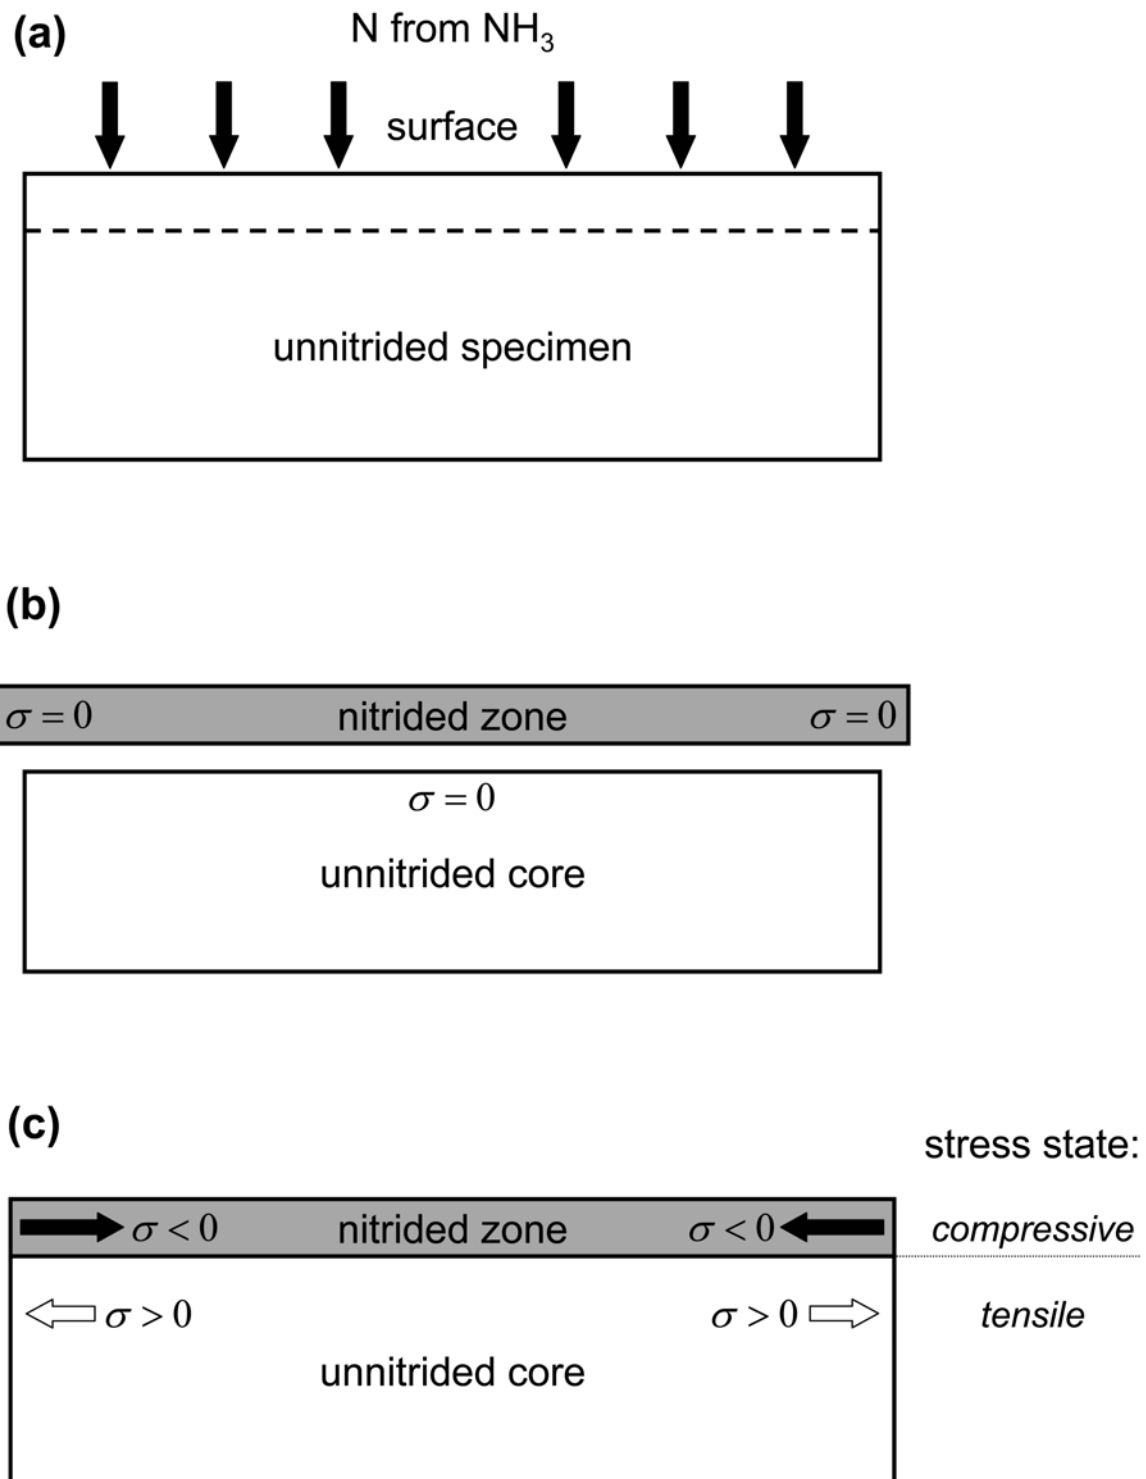 (a)
N from NH₃
surface
unnitrided specimen
(b)
σ = 0 nitrided zone σ = 0
σ = 0
unnitrided core
(c)
stress state:
σ < 0 nitrided zone σ < 0 compressive
σ > 0 σ > 0 tensile
unnitrided core